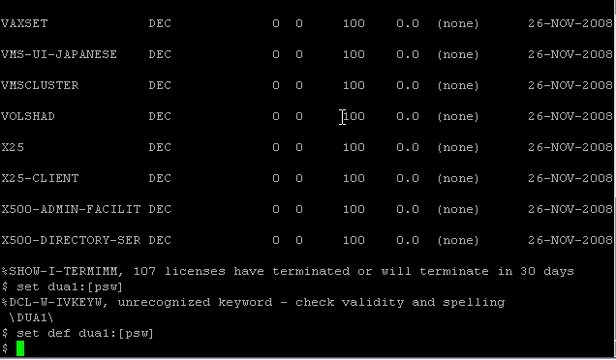 VAXSET DEC 0 0 100 0.0 (none) 26-NOV-2008
VMS-UI-JAPANESE DEC 0 0 100 0.0 (none) 26-NOV-2008
VMSCLUSTER DEC 0 0 100 0.0 (none) 26-NOV-2008
VOLSHAD DEC 0 0 100 0.0 (none) 26-NOV-2008
X25 DEC 0 0 100 0.0 (none) 26-NOV-2008
X25-CLIENT DEC 0 0 100 0.0 (none) 26-NOV-2008
X500-ADMIN-FACILIT DEC 0 0 100 0.0 (none) 26-NOV-2008
X500-DIRECTORY-SER DEC 0 0 100 0.0 (none) 26-NOV-2008
%SHOW-I-TERMIMM, 107 licenses have terminated or will terminate in 30 days
$ set dua1:[psw]
%DCL-W-IVKEYW, unrecognized keyword - check validity and spelling
\DUA1\
$ set def dua1:[psw]
$